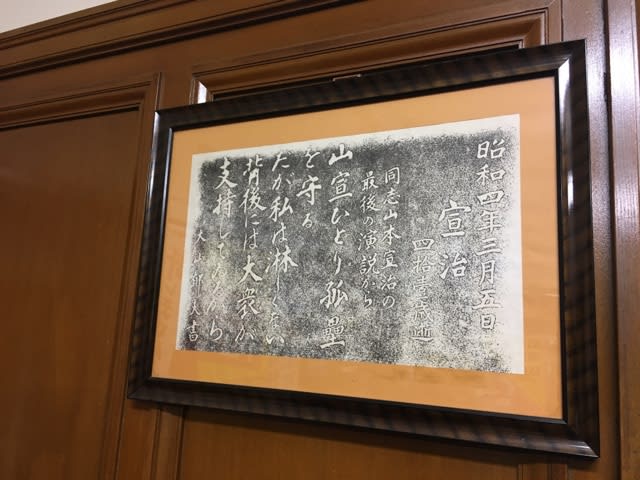 昭和四年三月五日
宣治
四拾壹歳逝
同志山本宣治の
最後の演説から
山宣ひとり孤壘
を守る
だが私は淋しくない
背後には大衆が
支持してゐるから
大山郁夫書